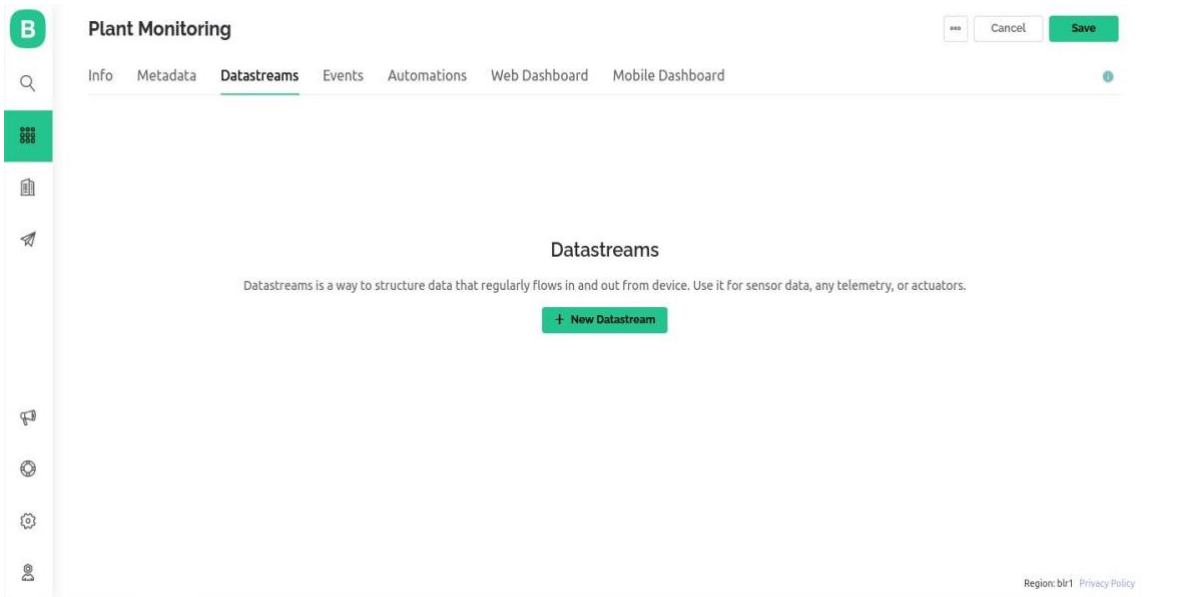 B
Plant Monitoring
Cancel
Save
Info Metadata Datastreams Events Automations Web Dashboard Mobile Dashboard
Datastreams
Datastreams is a way to structure data that regularly flows in and out from device. Use it for sensor data, any telemetry, or actuators.
+ New Datastream
Region: blr1 Privacy Policy